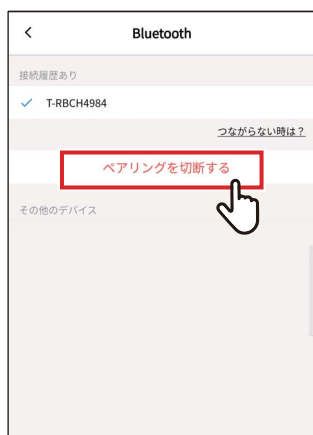 Bluetooth
接続履歴あり
T-RBCH4984
つながらない時は？
ペアリングを切断する
その他のデバイス